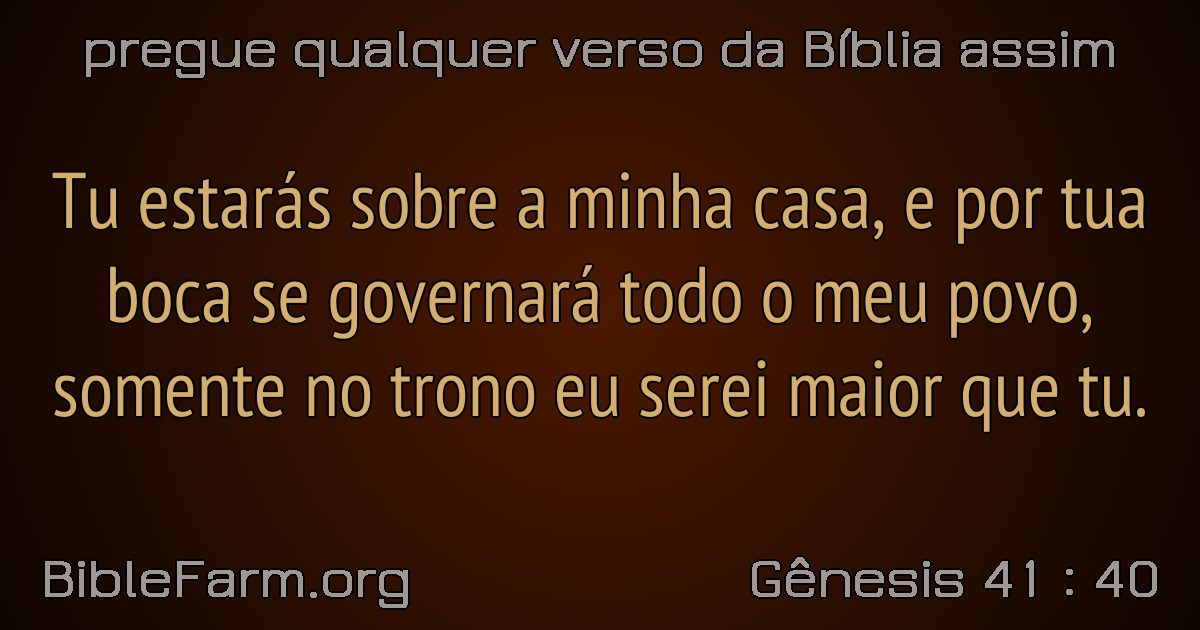 pregue qualquer verso da Bíblia assim
Tu estarás sobre a minha casa, e por tua
boca se governará todo o meu povo,
somente no trono eu serei maior que tu.
BibleFarm.org
Gênesis 41 : 40